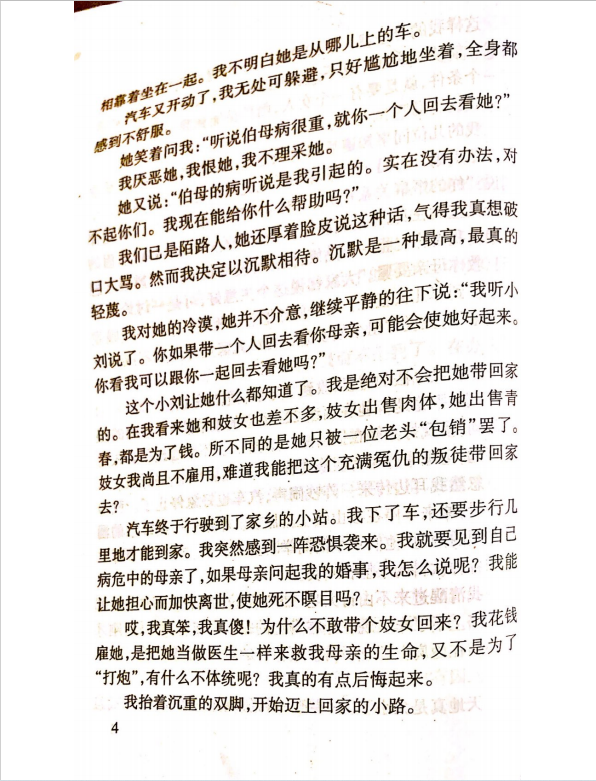 相靠着坐在一起。我不明白她是从哪儿上的车。
汽车又开动了，我无处可躲避，只好尴尬地坐着，全身都
感到不舒服。
她笑着问我：“听说伯母病很重，就你一个人回去看她？”
我厌恶她，我恨她，我不理采她。
她又说：“伯母的病听说是我引起的。实在没有办法，对
不起你们。我现在能给你什么帮助吗？”
我们已是陌路人，她还厚着脸皮说这种话，气得我真想破
口大骂。然而我决定以沉默相待。沉默是一种最高，最真的
轻蔑。
我对她的冷漠，她并不介意，继续平静的往下说：“我听小
刘说了。你如果带一个人回去看你母亲，可能会使她好起来。
你看我可以跟你一起回去看她吗？”
这个小刘让她什么都知道了。我是绝对不会把她带回家
的。在我看来她和妓女也差不多，妓女出售肉体，她出售青
春，都是为了钱。所不同的是她只被一位老头“包销”罢了。
妓女我尚且不雇用，难道我能把这个充满冤仇的叛徒带回家
去？
汽车终于行驶到了家乡的小站。我下了车，还要步行几
里地才能到家。我突然感到一阵恐惧袭来。我就要见到自己
病危中的母亲了，如果母亲问起我的婚事，我怎么说呢？我能
让她担心而加快离世，使她死不瞑目吗？
哎，我真笨，我真傻！为什么不敢带个妓女回来？我花钱
雇她，是把她当做医生一样来救我母亲的生命，又不是为了
“打炮”，有什么不体统呢？我真的有点后悔起来。
我抬着沉重的双脚，开始迈上回家的小路。
4